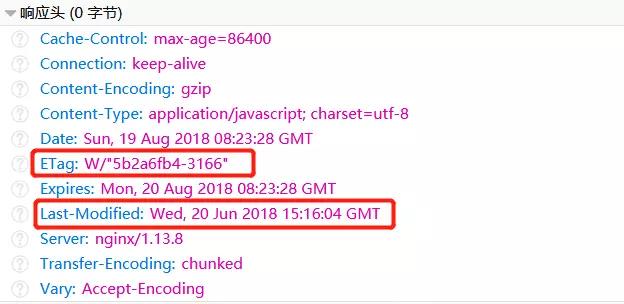 响应头 (0 字节)
Cache-Control: max-age=86400
Connection: keep-alive
Content-Encoding: gzip
Content-Type: application/javascript; charset=utf-8
Date: Sun, 19 Aug 2018 08:23:28 GMT
ETag: W/"5b2a6fb4-3166"
Expires: Mon, 20 Aug 2018 08:23:28 GMT
Last-Modified: Wed, 20 Jun 2018 15:16:04 GMT
Server: nginx/1.13.8
Transfer-Encoding: chunked
Vary: Accept-Encoding